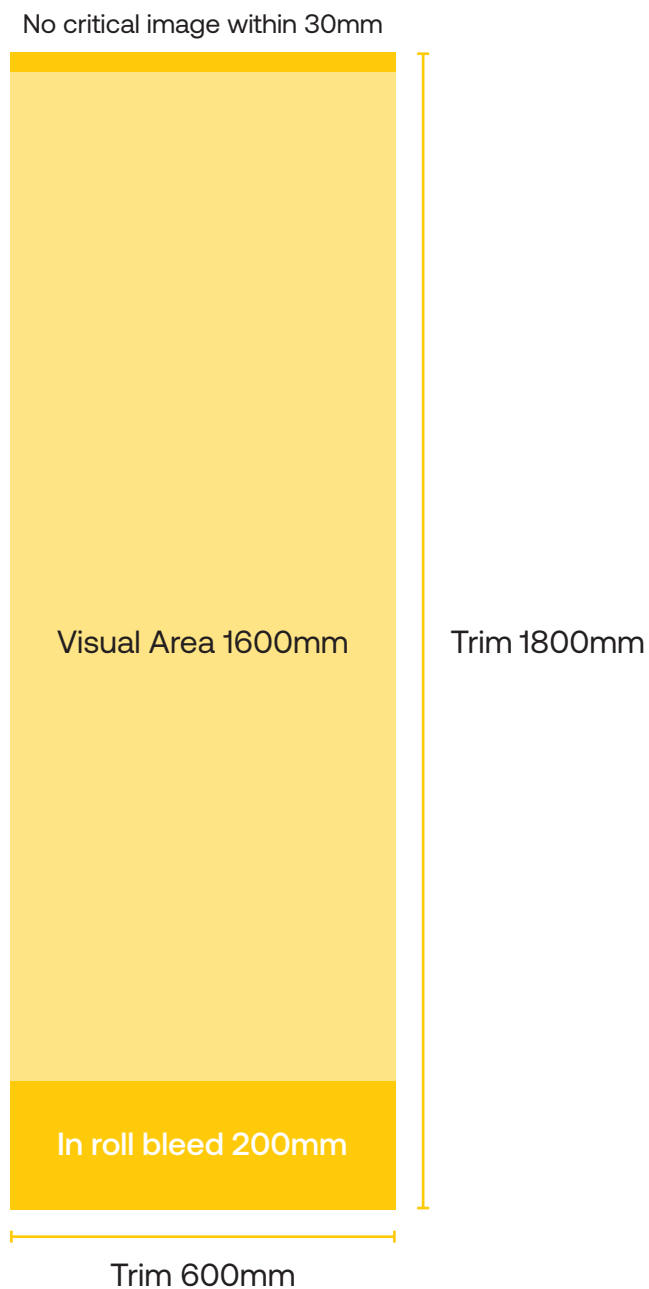 No critical image within 30mm
Visual Area 1600mm
Trim 1800mm
In roll bleed 200mm
Trim 600mm